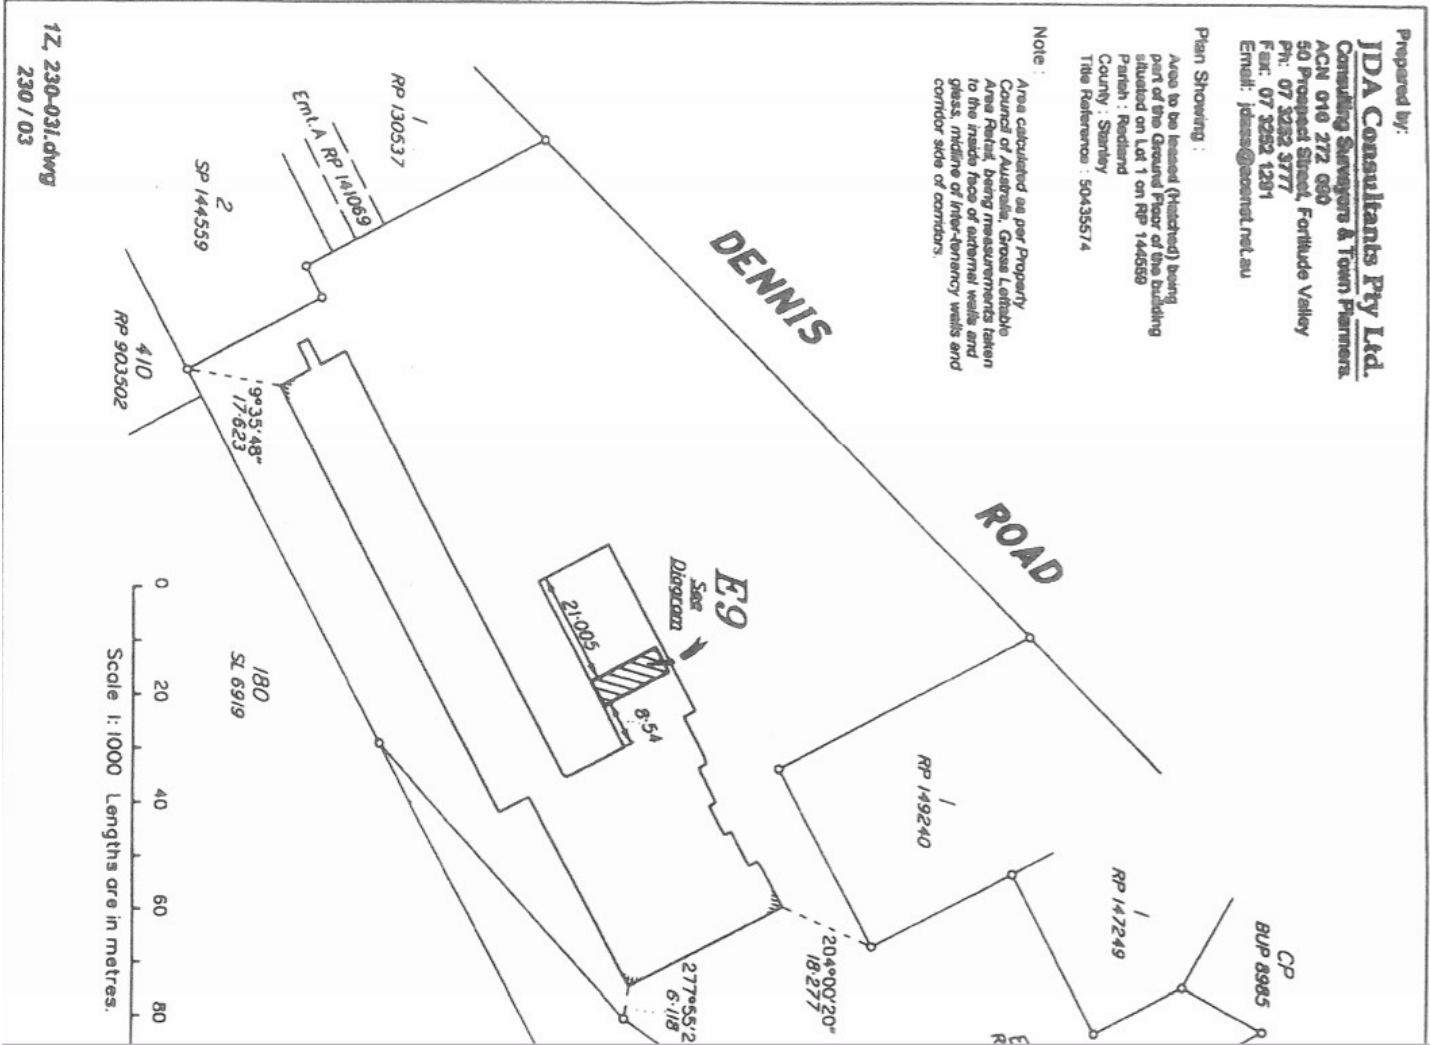 Prepared by:
JDA Consultants Pty Ltd.
Consulting Surveyors & Town Planners.
ACN 010 272 090
50 Prospect Street, Fortitude Valley
Ph: 07 3252 3777
Fax: 07 3252 1291
Email: jdass@acenet.net.au
Plan Showing :
Area to be leased (Hatched) being
part of the Ground Floor of the building
situated on Lot 1 on RP 144559
Parish : Redland
County : Stanley
Title Reference : 50435574
Note :
Area calculated as per Property
Council of Australia, Gross Lettable
Area Retail, being measurements taken
to the inside face of external walls and
glass, midline of inter-tenancy walls and
corridor side of corridors.
DENNIS
ROAD
1
RP 130537
Emt.A RP 141069
2
SP 144559
410
RP 903502
9°35'48"
17·623
E9
See
Diagram
21·005
8·54
1
RP 149240
1
RP 147249
CP
BUP 8985
204°00'20"
18·277
277°55'2
6·118
180
SL 6919
0
20
40
60
80
Scale 1:1000 Lengths are in metres.
1Z, 230-03l.dwg
230 / 03